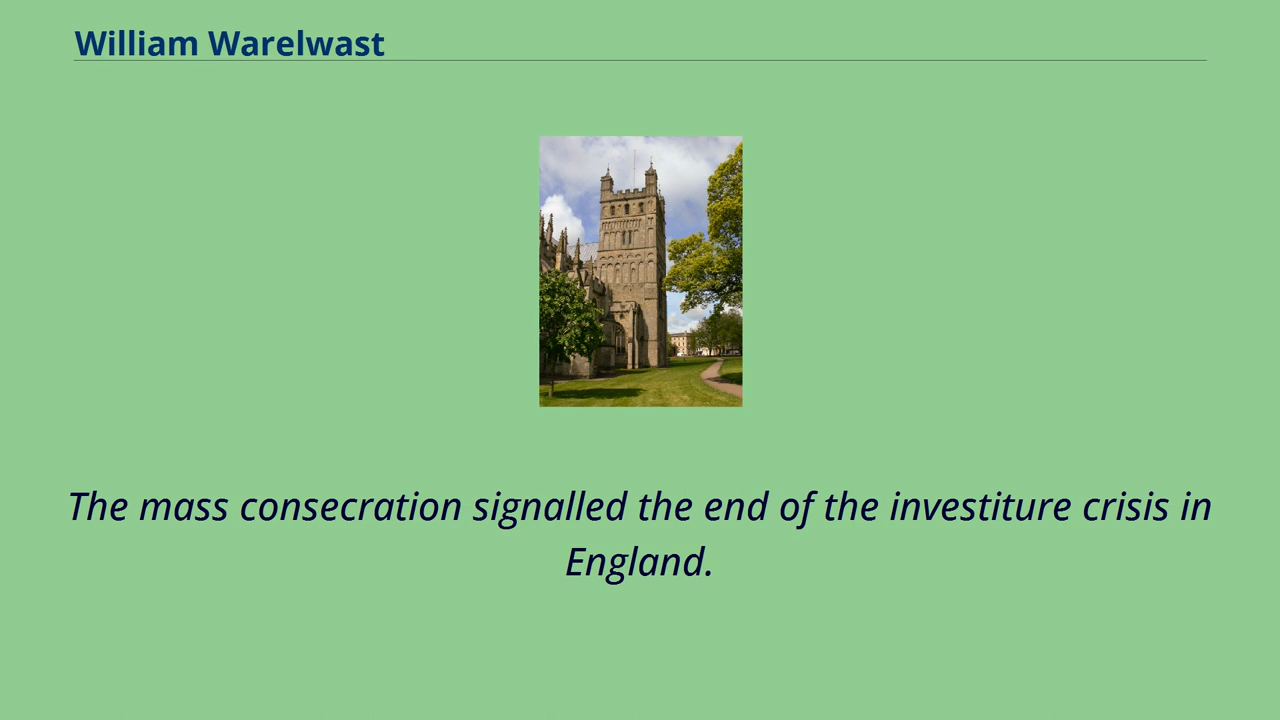 William Warelwast
The mass consecration signalled the end of the investiture crisis in
England.